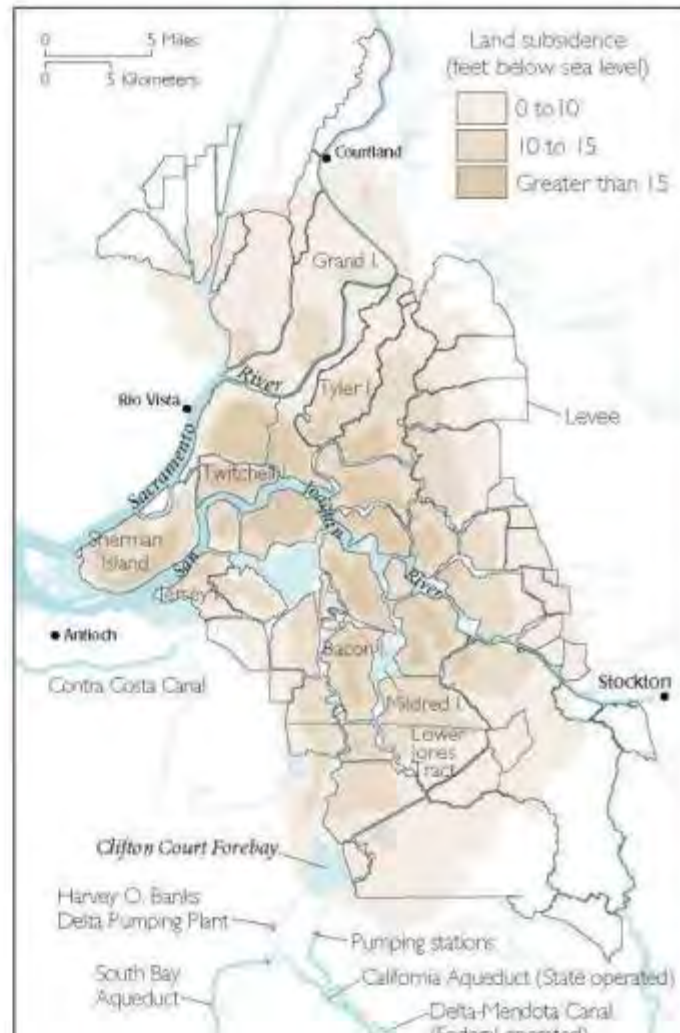 0 5 Miles
0 5 Kilometers
Land subsidence
(feet below sea level)
0 to 10
10 to 15
Greater than 15
Courtland
Grand I.
River
Tyler I.
Rio Vista
Levee
Sacramento
Twitchell I.
Joaquin
Sherman
Island
San
River
Jersey I.
Antioch
Bacon I.
Contra Costa Canal
Stockton
Mildred I.
Lower
Jones
Tract
Clifton Court Forebay
Harvey O. Banks
Delta Pumping Plant
Pumping stations
South Bay
Aqueduct
California Aqueduct (State operated)
Delta-Mendota Canal
(Federal operated)